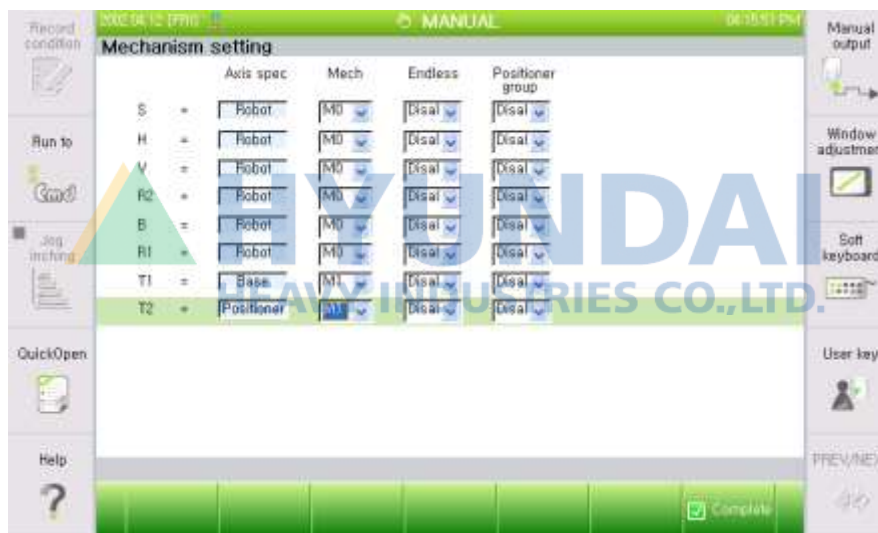 2002.04.12 (FRI)
MANUAL
04:15:51 PM
Mechanism setting
Axis spec Mech Endless Positioner group
S = Robot M0 Disal Disal
H = Robot M0 Disal Disal
V = Robot M0 Disal Disal
R2 = Robot M0 Disal Disal
B = Robot M0 Disal Disal
R1 = Robot M0 Disal Disal
T1 = Base M1 Disal Disal
T2 = Positioner M1 Disal Disal
Complete
Record
condition
Run to
Jog
inching
QuickOpen
Help
Manual
output
Window
adjustmen
Soft
keyboard
User key
PREV/NEX
HYUNDAI
HEAVY INDUSTRIES CO.,LTD.